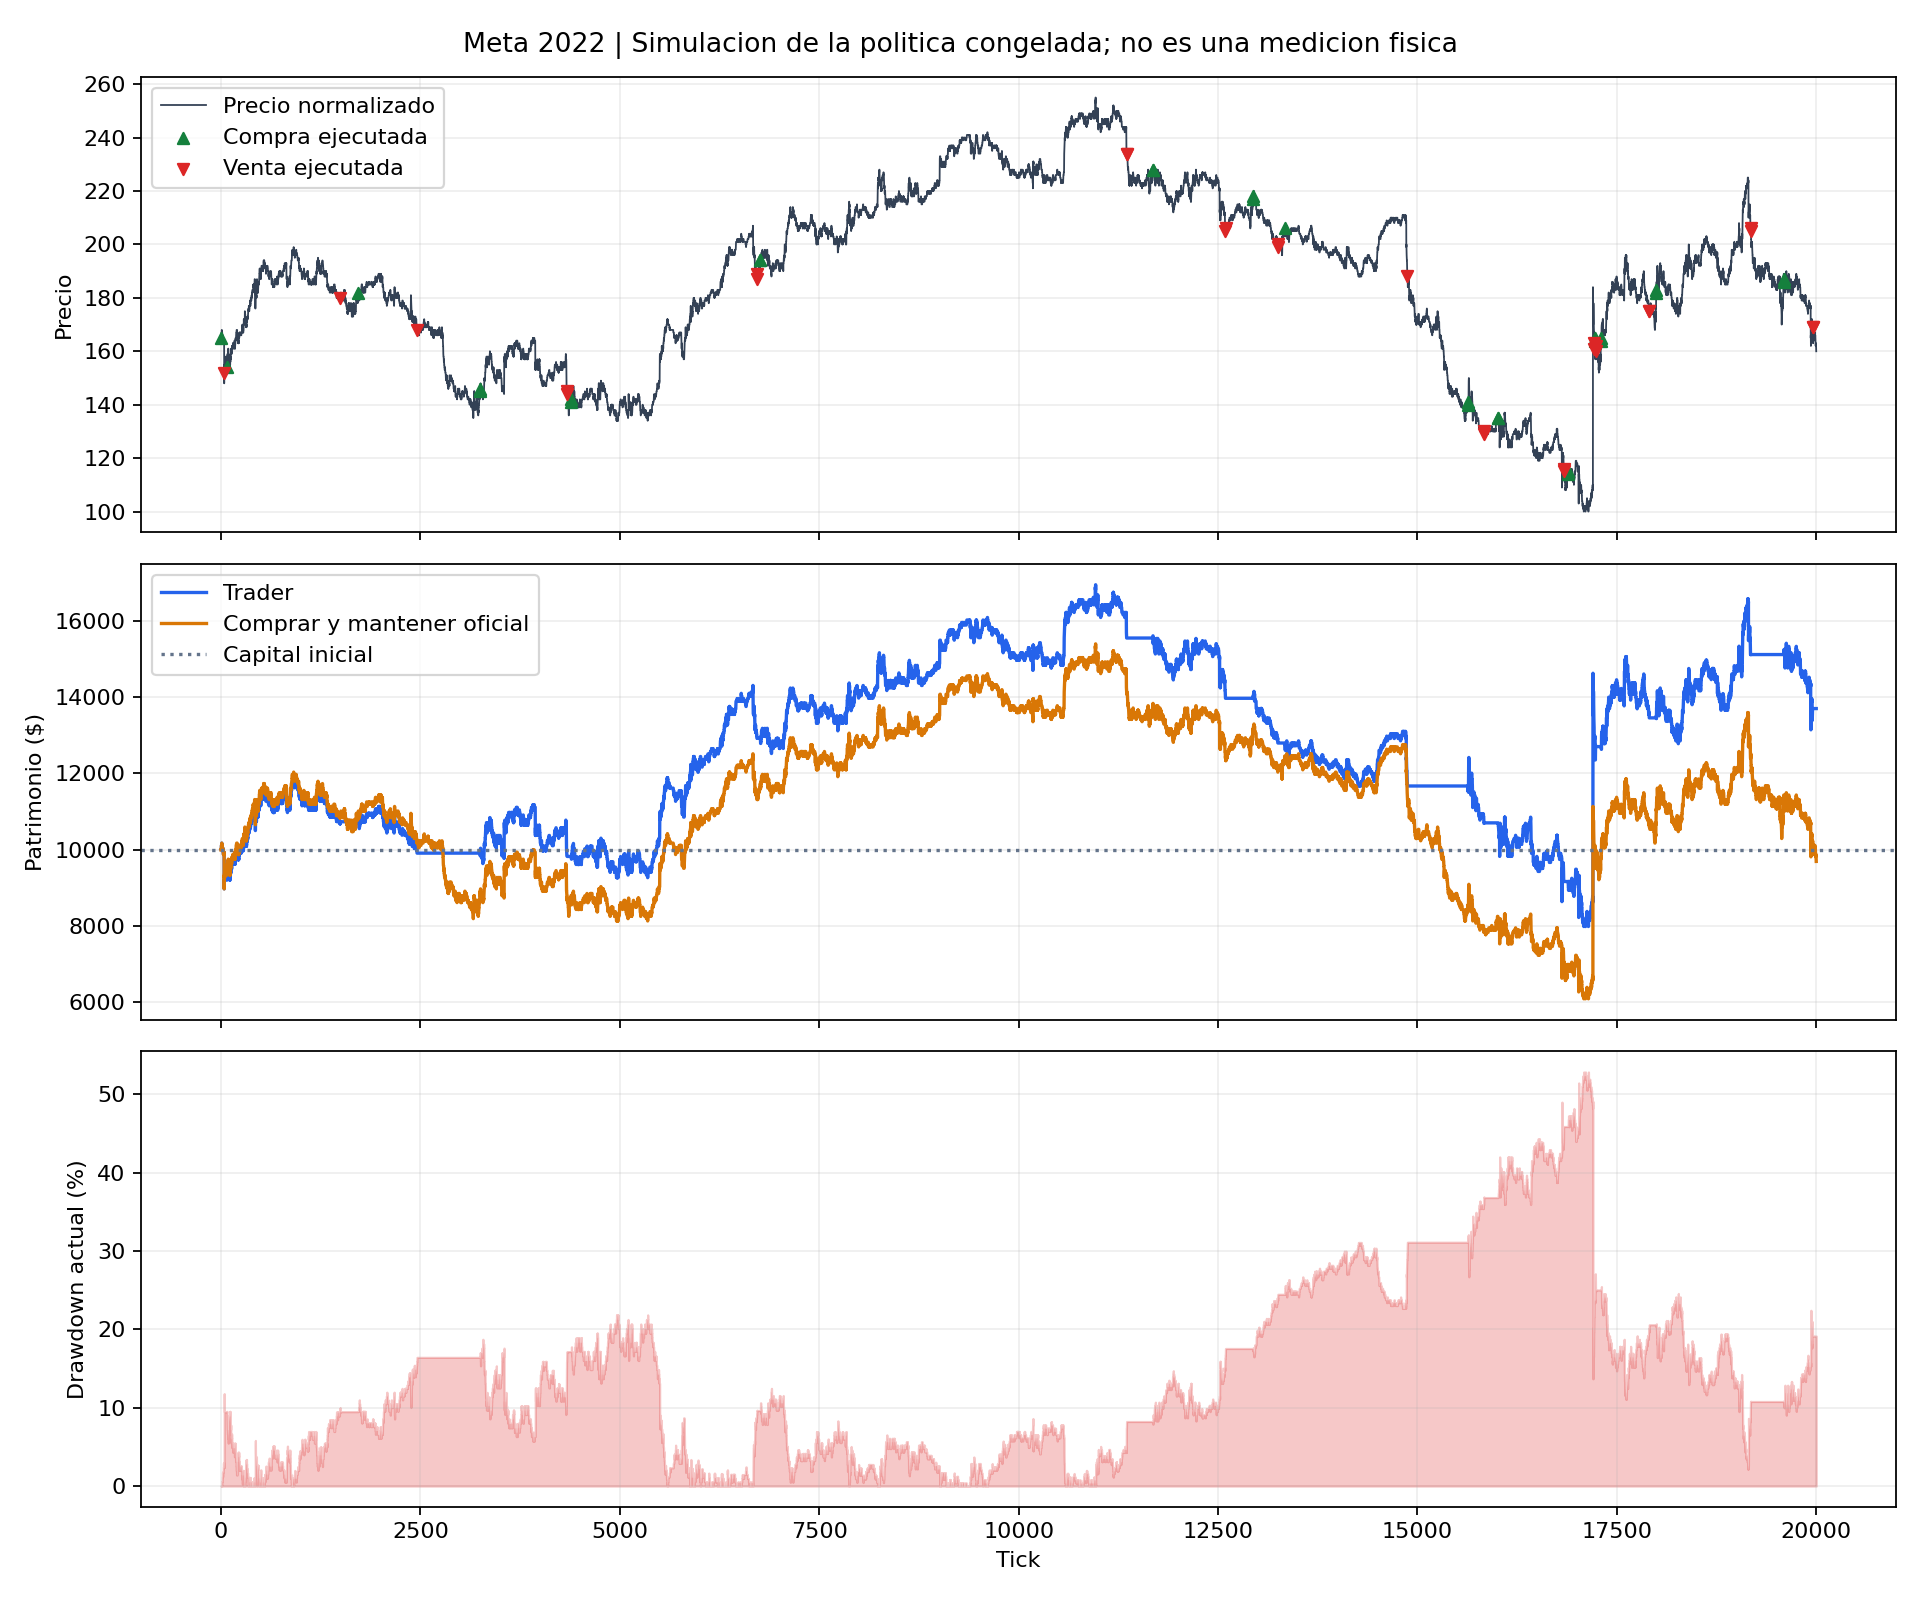 Meta 2022 | Simulacion de la politica congelada; no es una medicion fisica
260
240
220
200
180
160
140
120
100
Precio
Precio normalizado
Compra ejecutada
Venta ejecutada
16000
14000
12000
10000
8000
6000
Patrimonio ($)
Trader
Comprar y mantener oficial
Capital inicial
50
40
30
20
10
0
Drawdown actual (%)
0 2500 5000 7500 10000 12500 15000 17500 20000
Tick